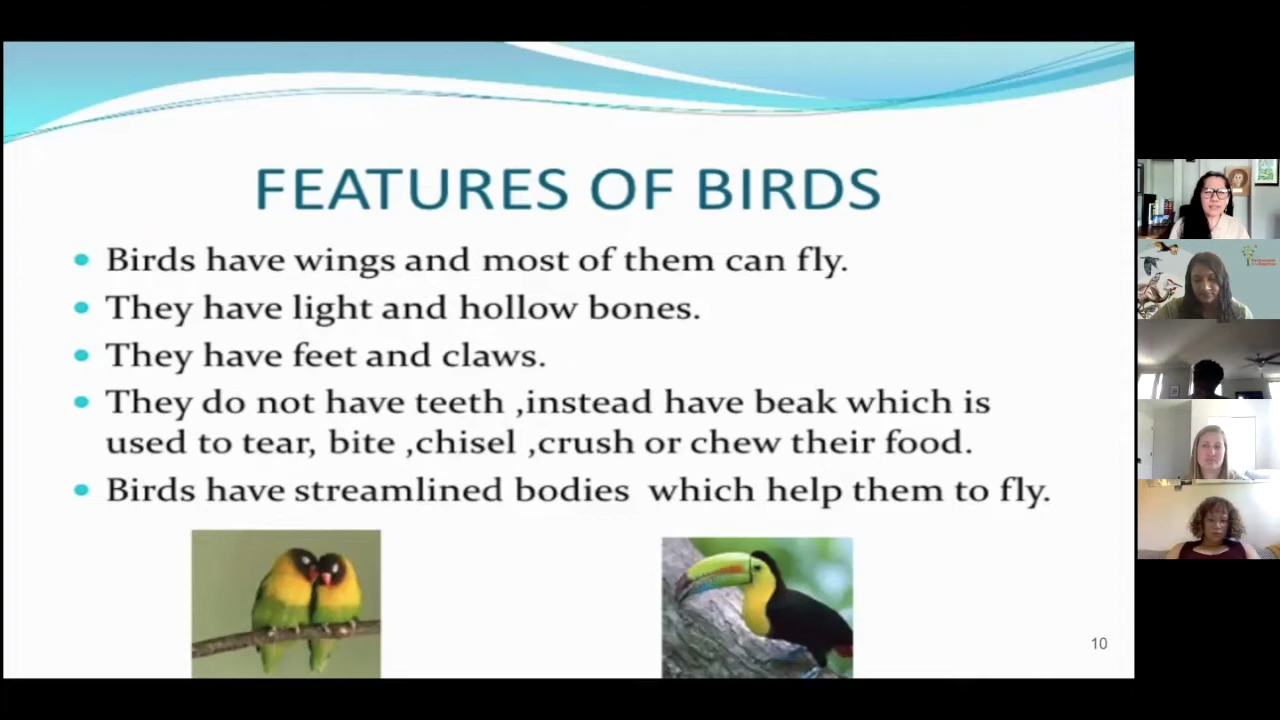 FEATURES OF BIRDS
• Birds have wings and most of them can fly.
• They have light and hollow bones.
• They have feet and claws.
• They do not have teeth ,instead have beak which is
used to tear, bite ,chisel ,crush or chew their food.
• Birds have streamlined bodies  which help them to fly.
10